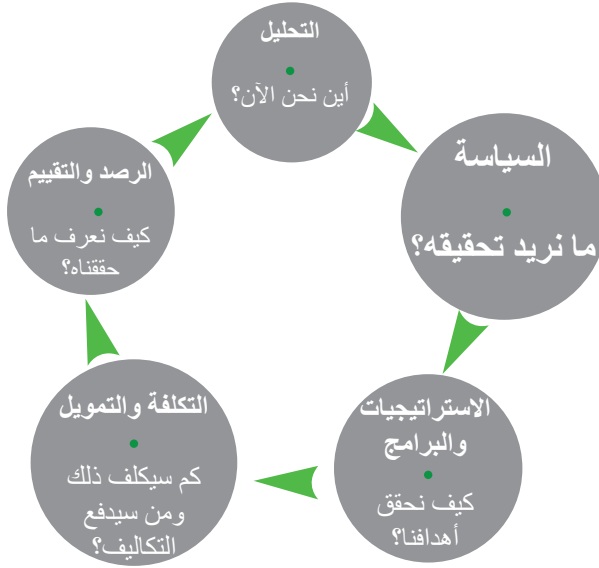 التحليل
أين نحن الآن؟
السياسة
ما نريد تحقيقه؟
الاستراتيجيات
والبرامج
كيف نحقق
أهدافنا؟
التكلفة والتمويل
كم سيكلف ذلك
ومن سيدفع
التكاليف؟
الرصد والتقييم
كيف نعرف ما
حققناه؟